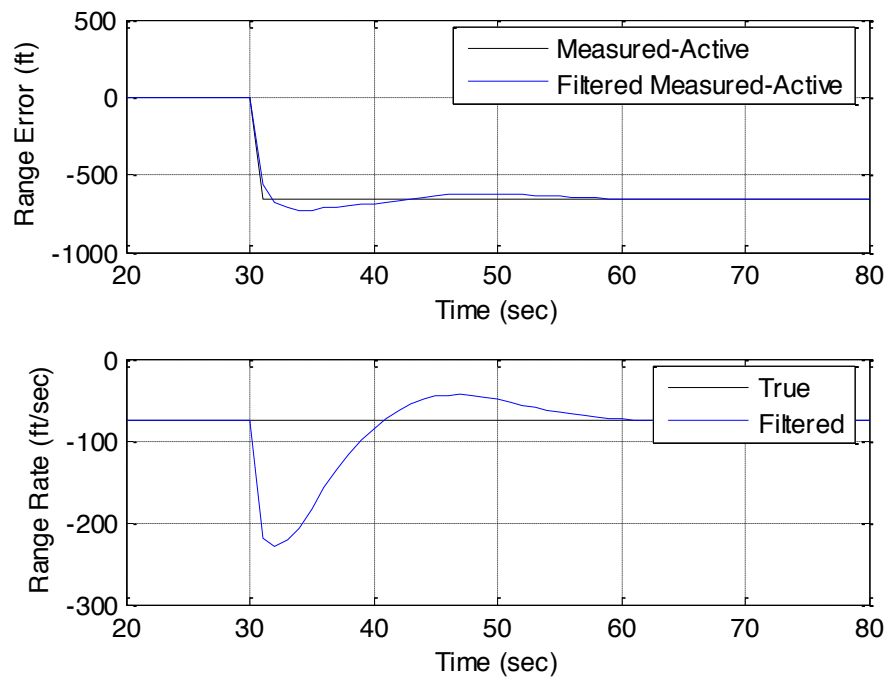 Range Error (ft)
500
0
-500
-1000
Measured-Active
Filtered Measured-Active
20 30 40 50 60 70 80
Time (sec)
Range Rate (ft/sec)
0
-100
-200
-300
True
Filtered
20 30 40 50 60 70 80
Time (sec)